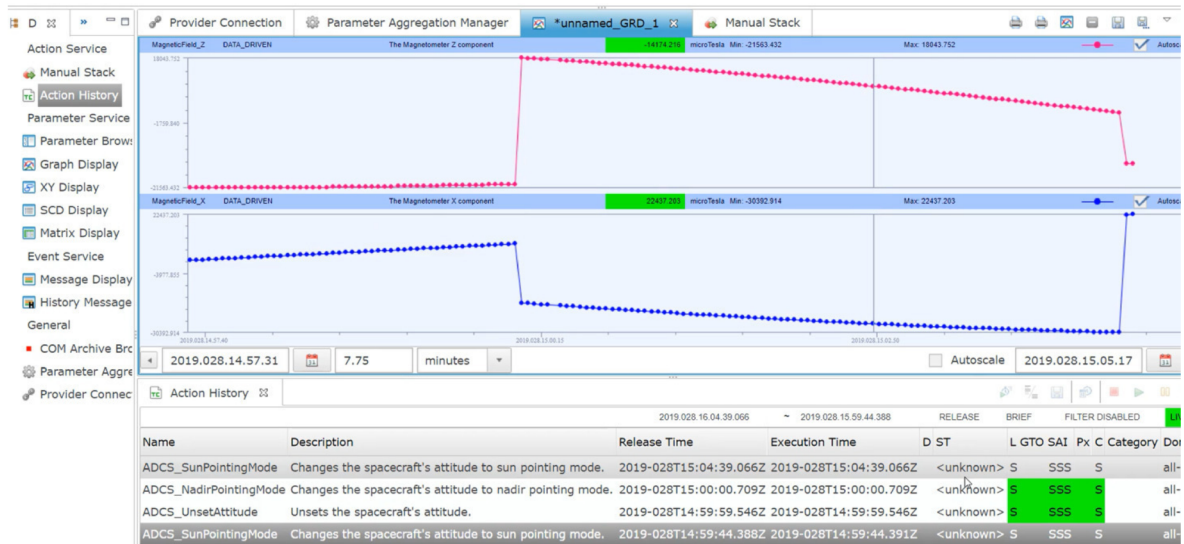 D
Provider Connection
Parameter Aggregation Manager
*unnamed_GRD_1
Manual Stack
Action Service
Manual Stack
Action History
Parameter Service
Parameter Brows
Graph Display
XY Display
SCD Display
Matrix Display
Event Service
Message Display
History Message
General
COM Archive Bro
Parameter Aggre
Provider Connec
MagneticField_Z DATA_DRIVEN The Magnetometer Z component -14174.216 microTesla Min: -21563.432 Max: 18043.752 Autosc
18043.752
-1759.840
-21563.432
MagneticField_X DATA_DRIVEN The Magnetometer X component 22437.203 microTesla Min: -30392.914 Max: 22437.203 Autosc
22437.203
-3977.855
-30392.914
2019.028.14.57.40 2019.028.15.00.15 2019.028.15.02.50
2019.028.14.57.31 7.75 minutes Autoscale 2019.028.15.05.17
Action History
2019.028.16.04.39.066 ~ 2019.028.15.59.44.388 RELEASE BRIEF FILTER DISABLED LIV
Name Description Release Time Execution Time D ST L GTO SAI Px C Category Dor
ADCS_SunPointingMode Changes the spacecraft's attitude to sun pointing mode. 2019-028T15:04:39.066Z 2019-028T15:04:39.066Z <unknown> S SSS S all-
ADCS_NadirPointingMode Changes the spacecraft's attitude to nadir pointing mode. 2019-028T15:00:00.709Z 2019-028T15:00:00.709Z <unknown> S SSS S all-
ADCS_UnsetAttitude Unsets the spacecraft's attitude. 2019-028T14:59:59.546Z 2019-028T14:59:59.546Z <unknown> S SSS S all-
ADCS_SunPointingMode Changes the spacecraft's attitude to sun pointing mode. 2019-028T14:59:44.388Z 2019-028T14:59:44.391Z <unknown> S SSS S all-